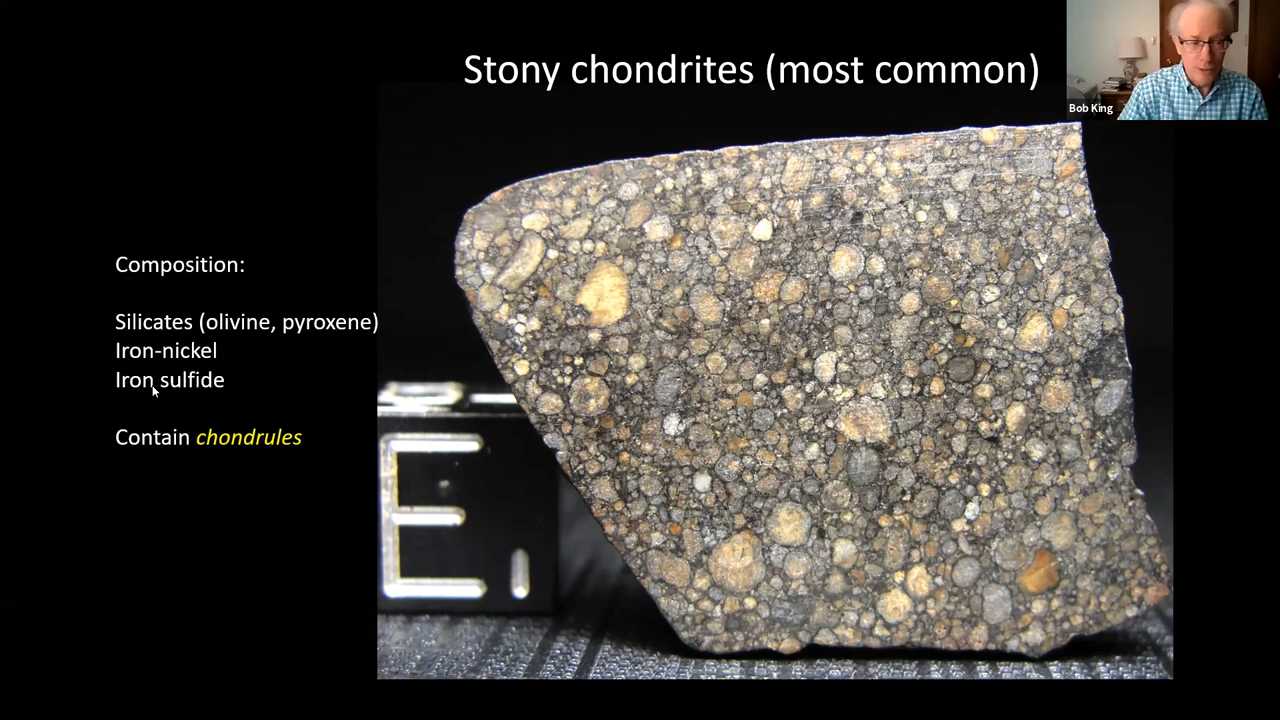 Stony chondrites (most common)
Bob King
Composition:
Silicates (olivine, pyroxene)
Iron-nickel
Iron sulfide
Contain chondrules
E